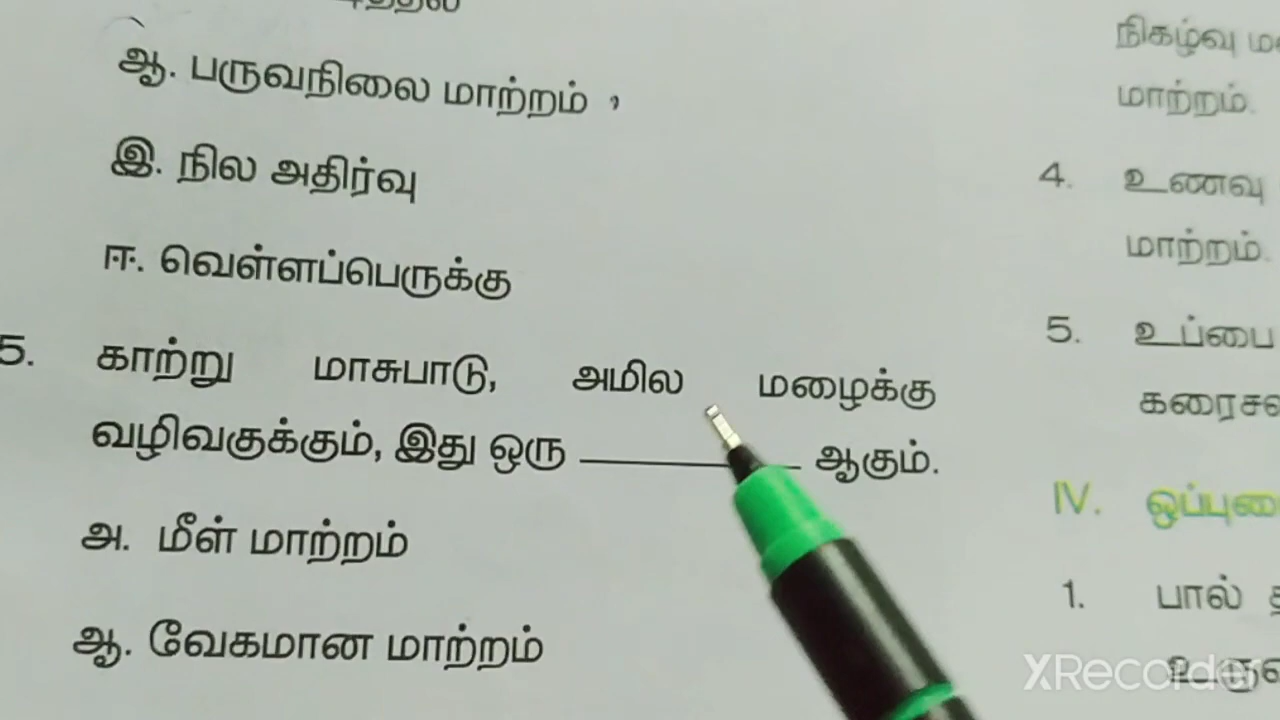 ஆ. பருவநிலை மாற்றம்
இ. நில அதிர்வு
ஈ. வெள்ளப்பெருக்கு
5. காற்று மாசுபாடு, அமில மழைக்கு
வழிவகுக்கும், இது ஒரு ________ ஆகும்.
அ. மீள் மாற்றம்
ஆ. வேகமான மாற்றம்
நிகழ்வு
மாற்றம்.
4. உணவு
மாற்றம்.
5. உப்பை
IV.
1. பால்
XRecorder